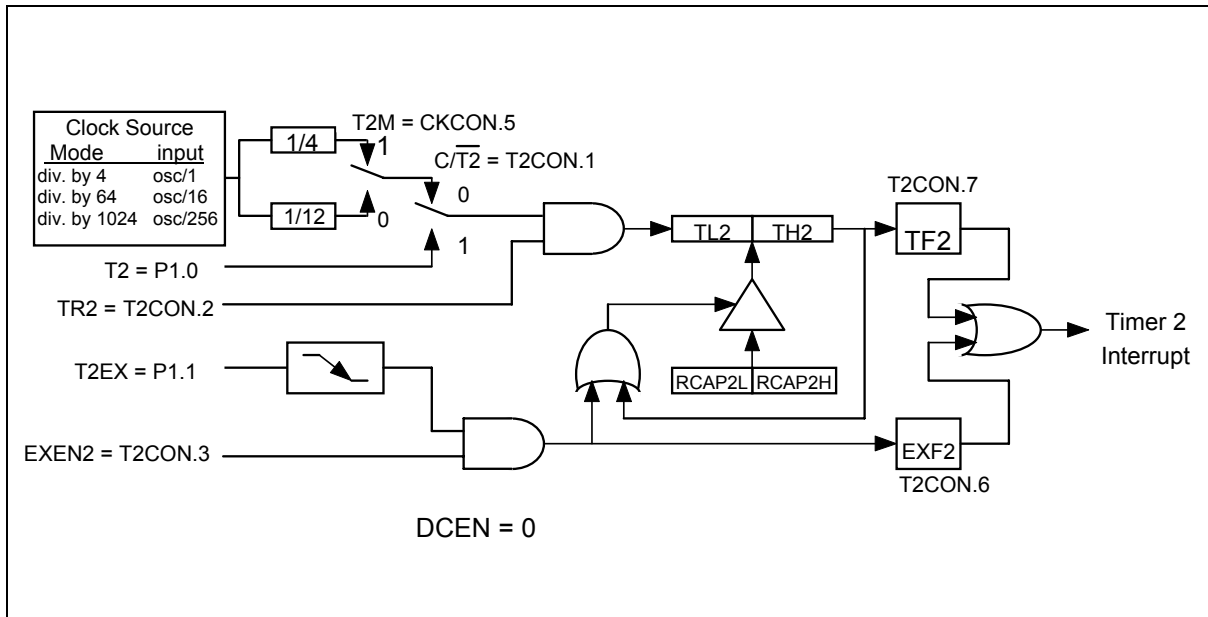 Clock Source
Mode input
div. by 4 osc/1
div. by 64 osc/16
div. by 1024 osc/256
1/4
1/12
T2M = CKCON.5
1
0
C/T2 = T2CON.1
0
1
T2 = P1.0
TR2 = T2CON.2
T2EX = P1.1
EXEN2 = T2CON.3
TL2 TH2
RCAP2L RCAP2H
T2CON.7
TF2
EXF2
T2CON.6
Timer 2
Interrupt
DCEN = 0